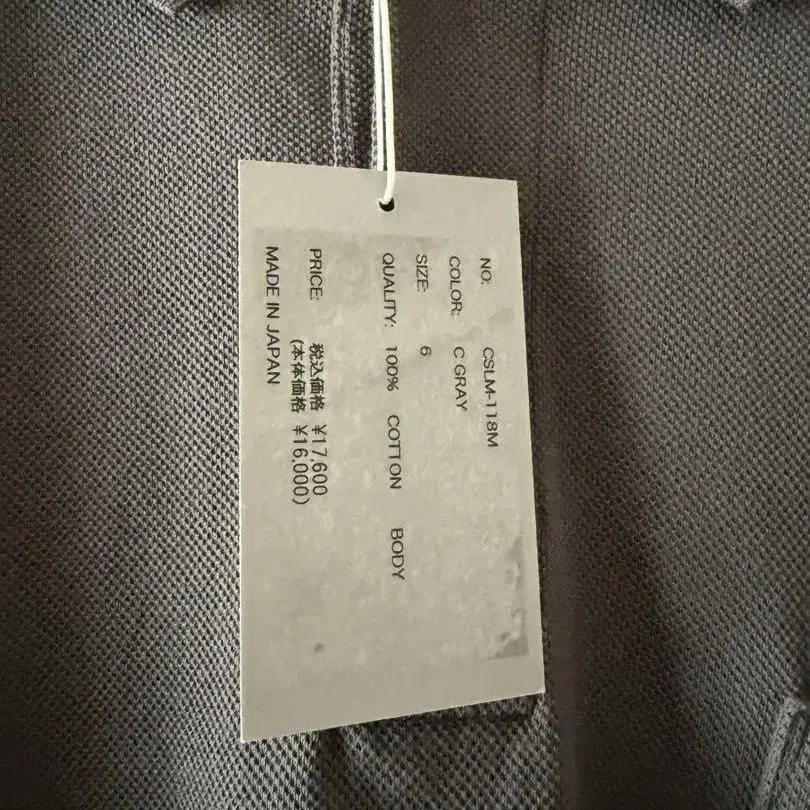 NO: CSLM-118M
COLOR: C GRAY
SIZE: 6
QUALITY: 100% COTTON BODY
PRICE: 税込価格 ¥17,600
(本体価格 ¥16,000)
MADE IN JAPAN